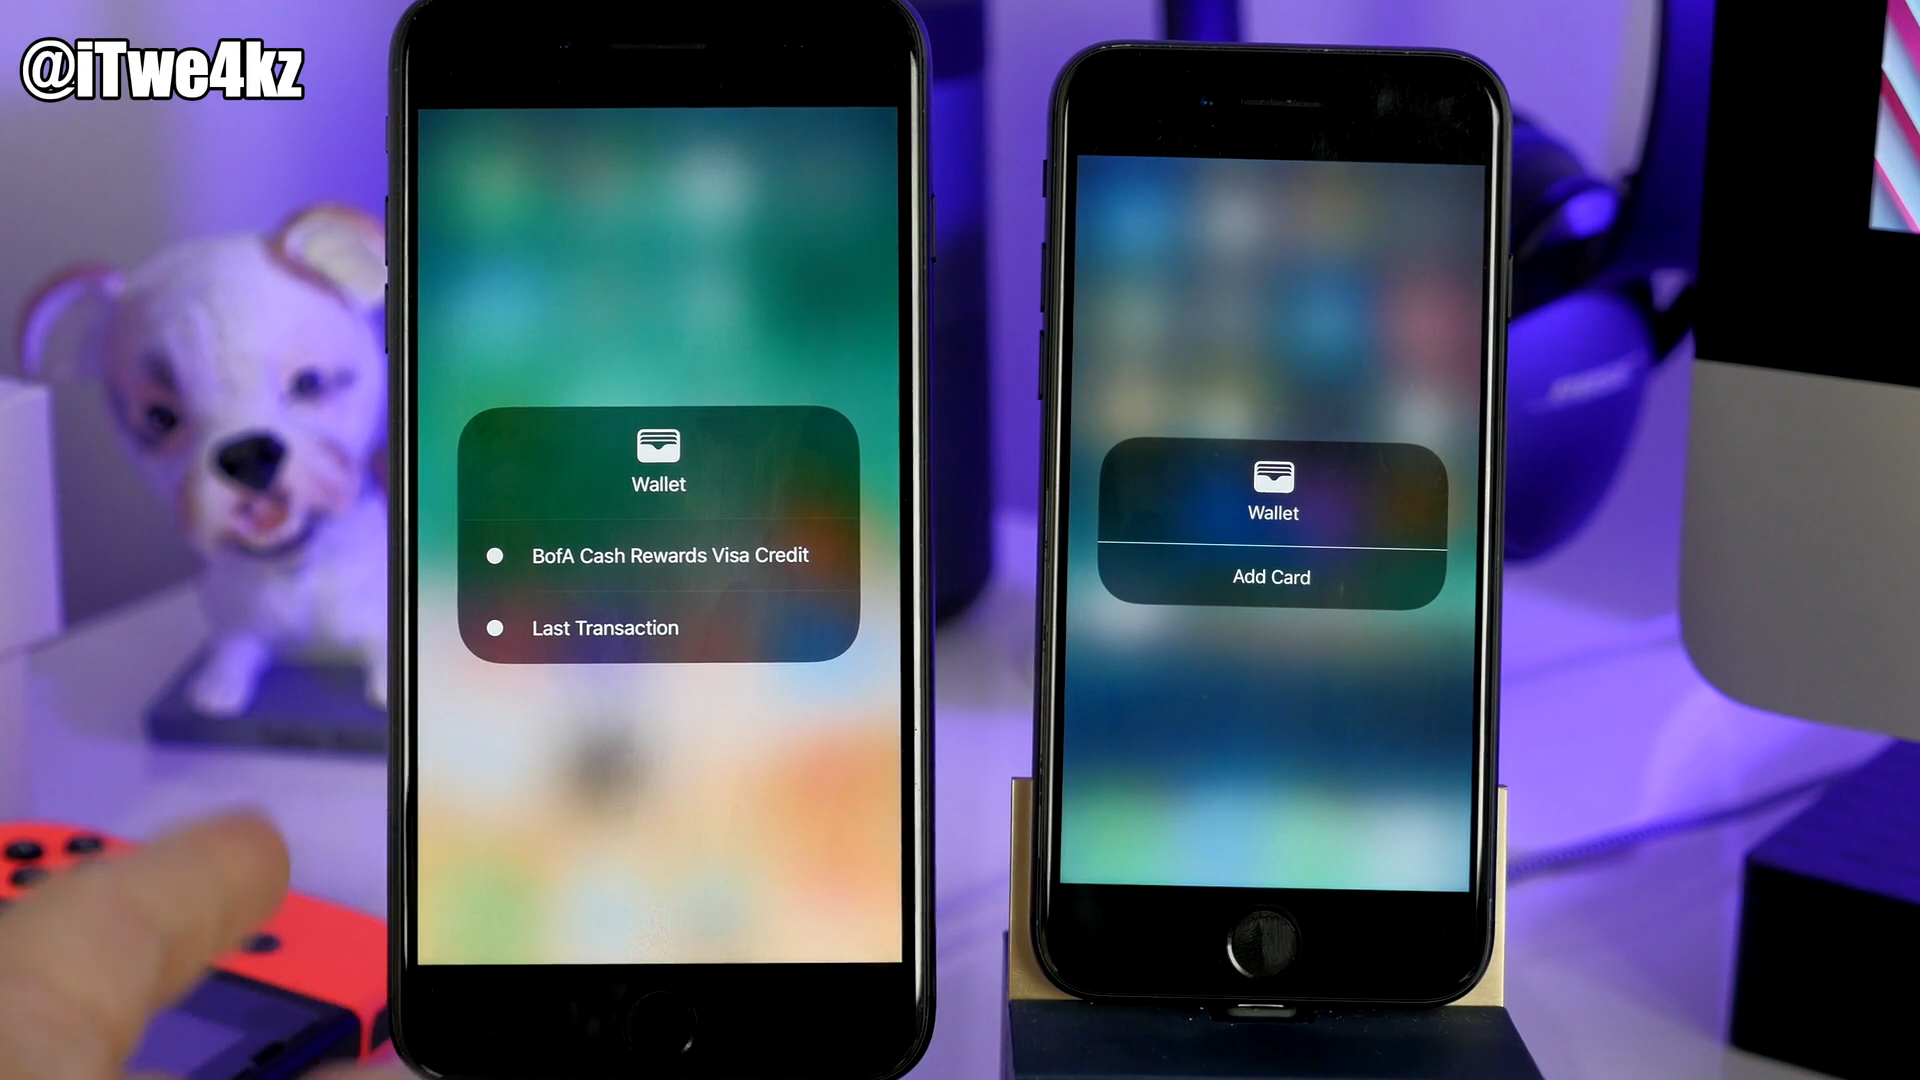 @iTwe4kz
Wallet
BofA Cash Rewards Visa Credit
Last Transaction
Wallet
Add Card